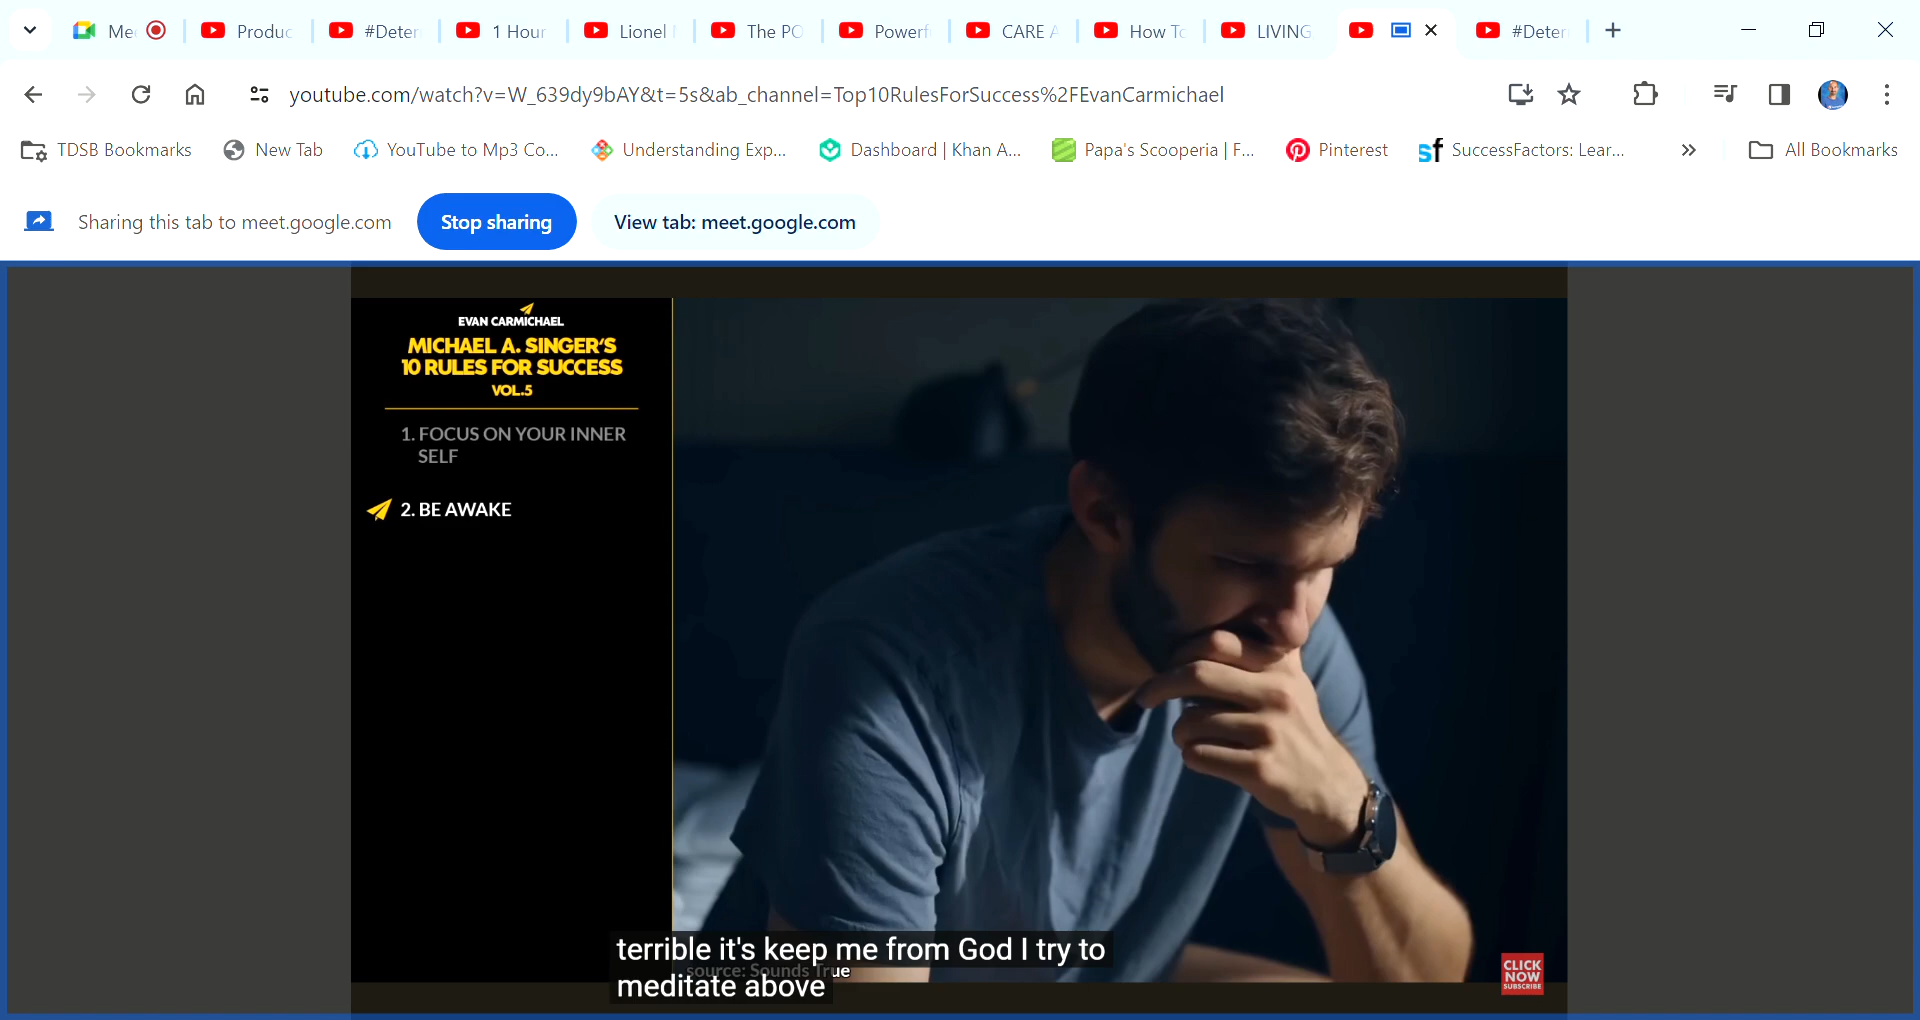 Me
Produc
#Deter
1 Hour
Lionel
The PO
Powerf
CARE A
How To
LIVING
#Deter
youtube.com/watch?v=W_639dy9bAY&t=5s&ab_channel=Top10RulesForSuccess%2FEvanCarmichael
TDSB Bookmarks
New Tab
YouTube to Mp3 Co...
Understanding Exp...
Dashboard | Khan A...
Papa's Scooperia | F...
Pinterest
sf SuccessFactors: Lear...
All Bookmarks
Sharing this tab to meet.google.com
Stop sharing
View tab: meet.google.com
EVAN CARMICHAEL
MICHAEL A. SINGER'S
10 RULES FOR SUCCESS
VOL.5
1. FOCUS ON YOUR INNER
SELF
2. BE AWAKE
terrible it's keep me from God I try to
source: Sounds True
meditate above
CLICK
NOW
SUBSCRIBE